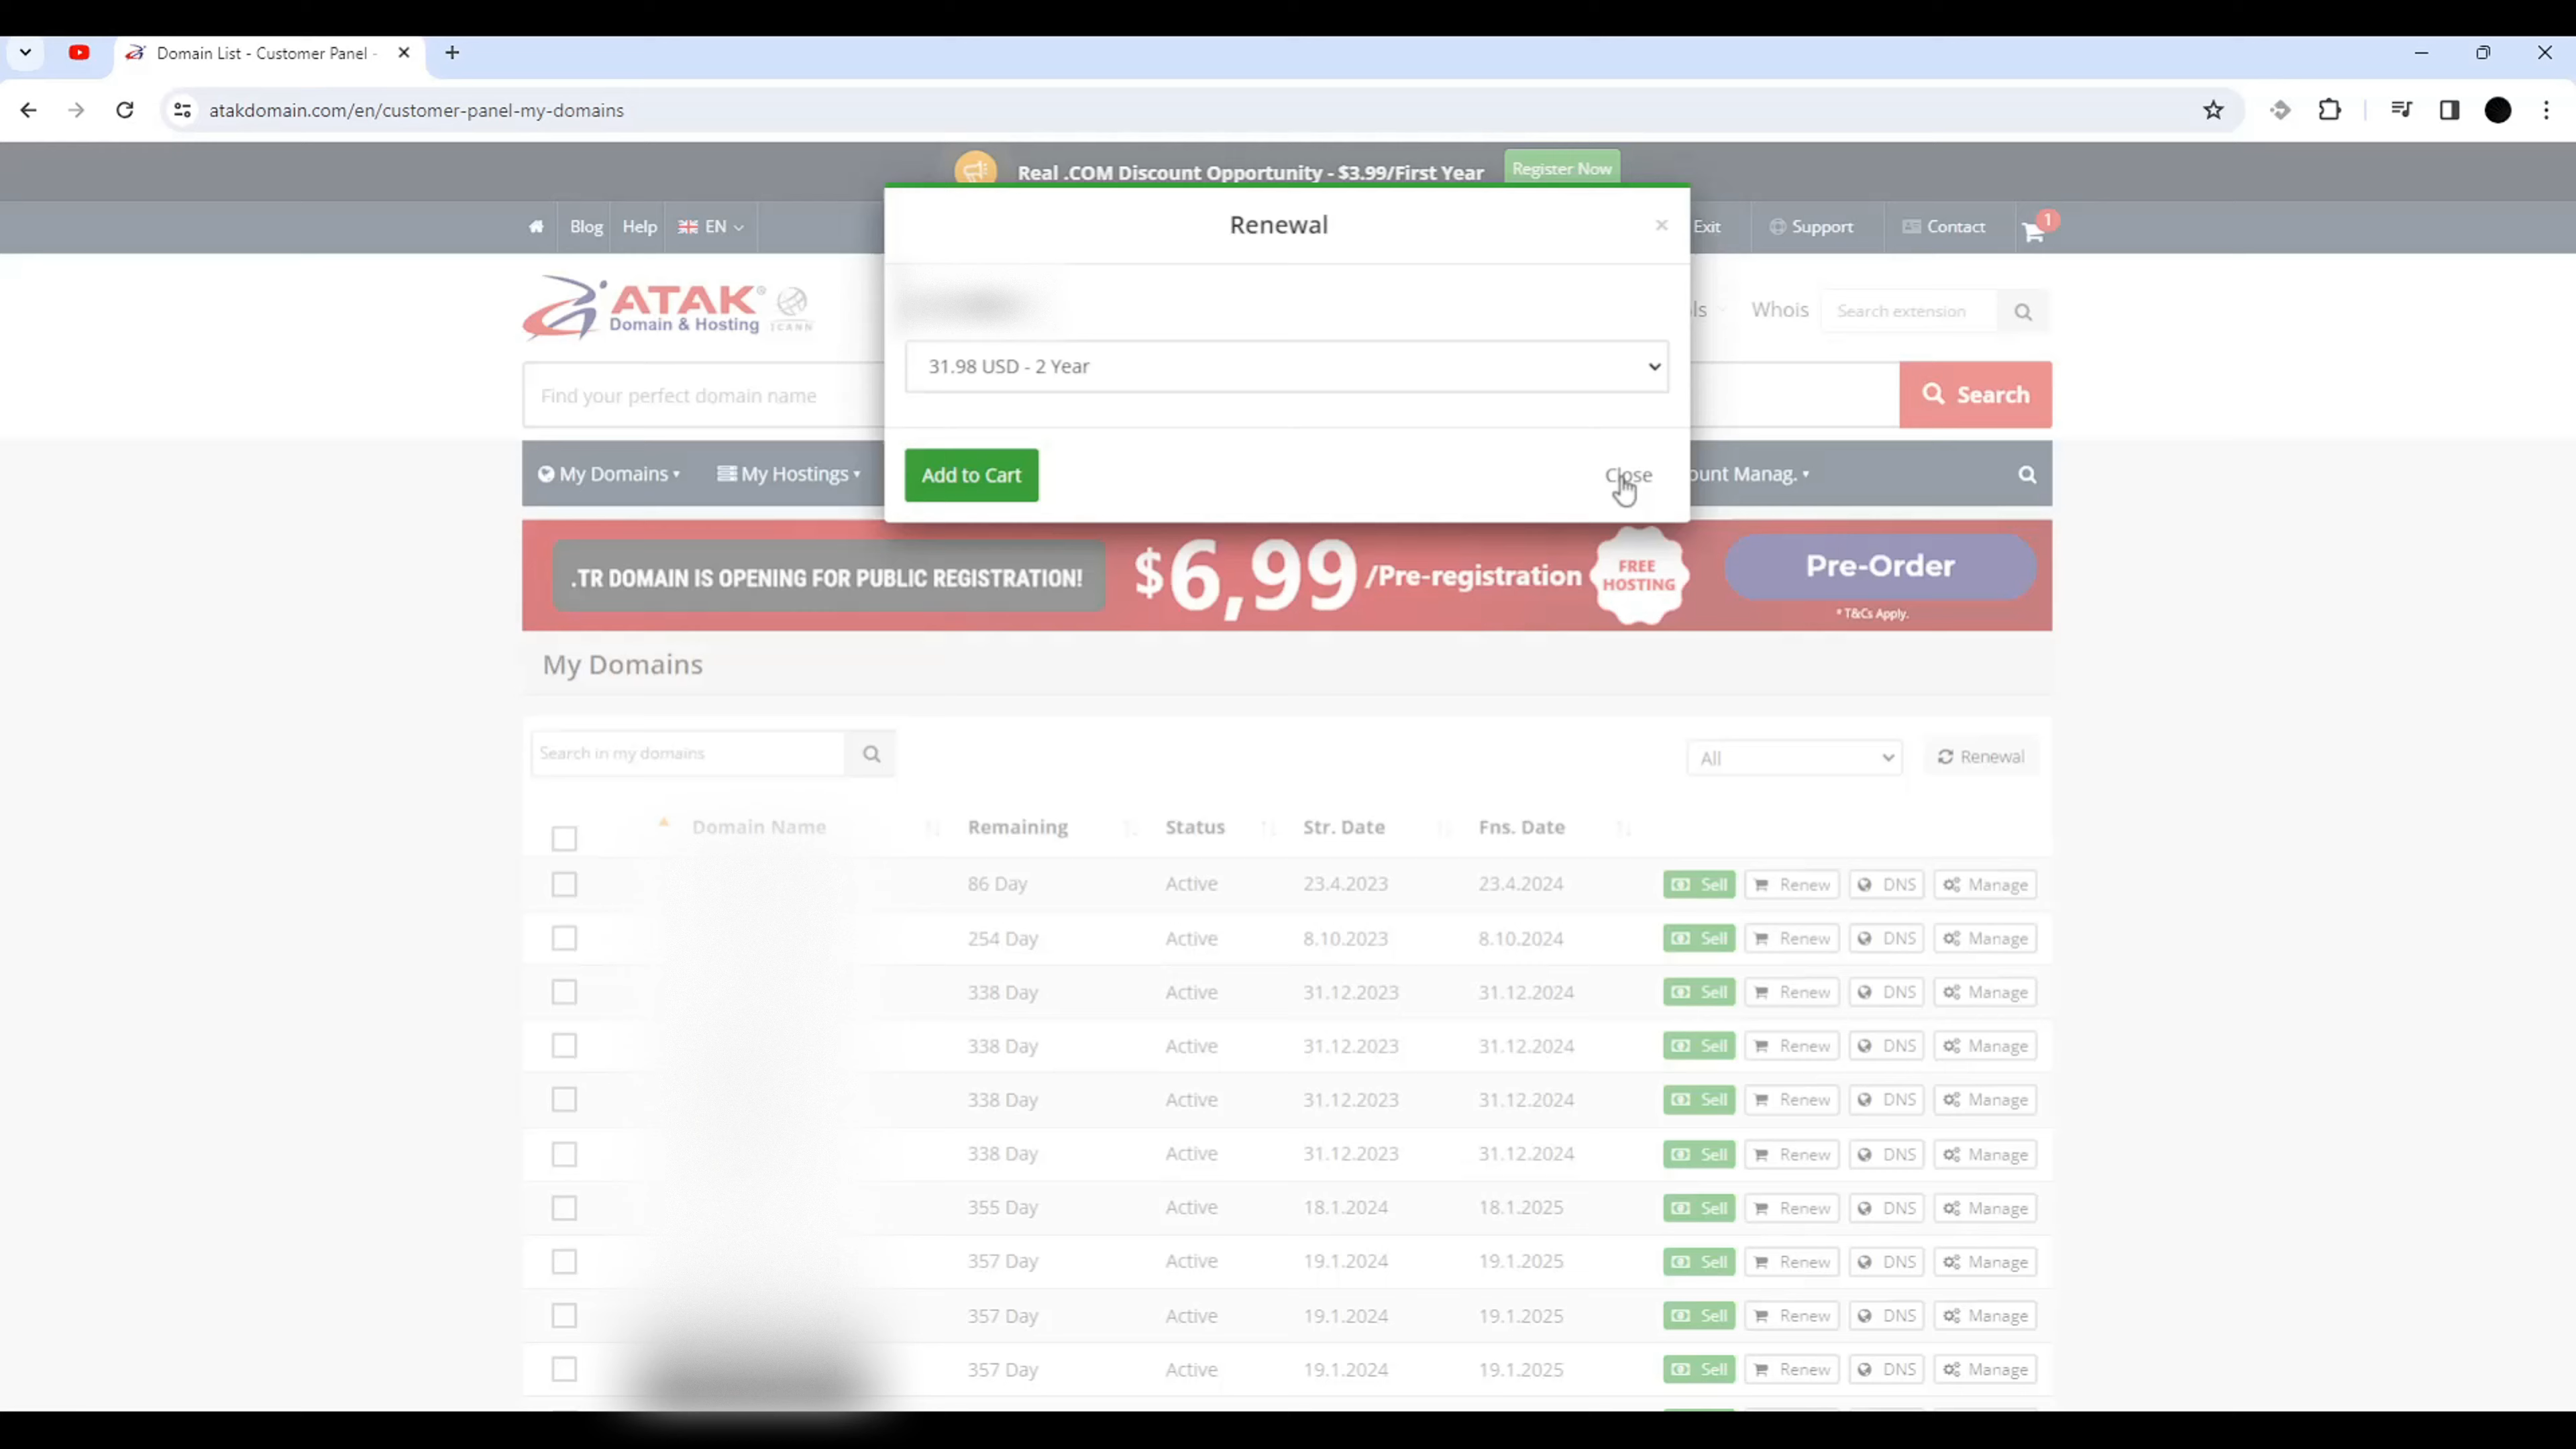 Domain List - Customer Panel -
atakdomain.com/en/customer-panel-my-domains
Real .COM Discount Opportunity - $3.99/First Year Register Now
Blog Help EN Exit Support Contact 1
Renewal ×
ATAK®
Domain & Hosting ICANN
Whois Search extension
31.98 USD - 2 Year
Find your perfect domain name Search
My Domains My Hostings Add to Cart Close ount Manag.
.TR DOMAIN IS OPENING FOR PUBLIC REGISTRATION! $6,99 /Pre-registration FREE HOSTING Pre-Order
* T&Cs Apply.
My Domains
Search in my domains All Renewal
Domain Name Remaining Status Str. Date Fns. Date
86 Day Active 23.4.2023 23.4.2024 Sell Renew DNS Manage
254 Day Active 8.10.2023 8.10.2024 Sell Renew DNS Manage
338 Day Active 31.12.2023 31.12.2024 Sell Renew DNS Manage
338 Day Active 31.12.2023 31.12.2024 Sell Renew DNS Manage
338 Day Active 31.12.2023 31.12.2024 Sell Renew DNS Manage
338 Day Active 31.12.2023 31.12.2024 Sell Renew DNS Manage
355 Day Active 18.1.2024 18.1.2025 Sell Renew DNS Manage
357 Day Active 19.1.2024 19.1.2025 Sell Renew DNS Manage
357 Day Active 19.1.2024 19.1.2025 Sell Renew DNS Manage
357 Day Active 19.1.2024 19.1.2025 Sell Renew DNS Manage